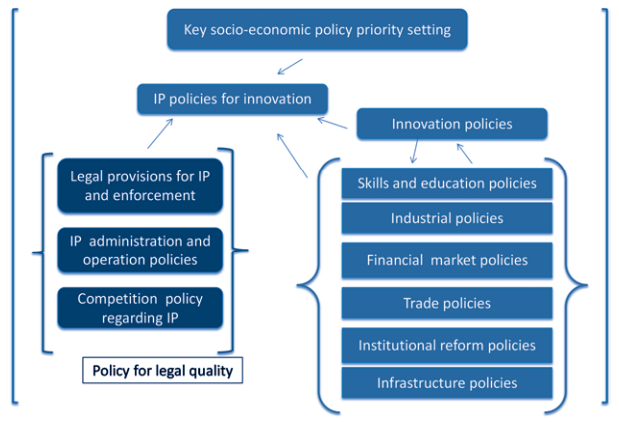 Key socio-economic policy priority setting
IP policies for innovation
Innovation policies
Legal provisions for IP
and enforcement
IP administration and
operation policies
Competition policy
regarding IP
Policy for legal quality
Skills and education policies
Industrial policies
Financial market policies
Trade policies
Institutional reform policies
Infrastructure policies